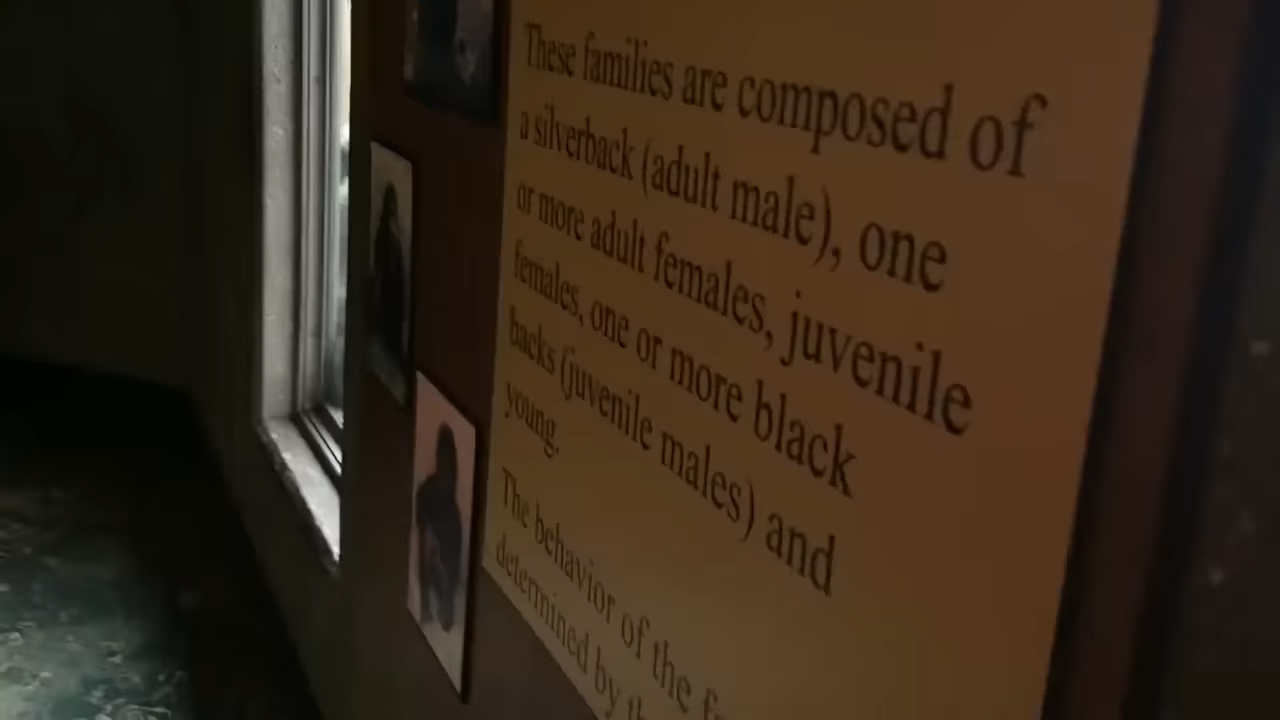 These families are composed of
a silverback (adult male), one
or more adult females, juvenile
females, one or more black
backs (juvenile males) and
young.
The behavior of the
determined by